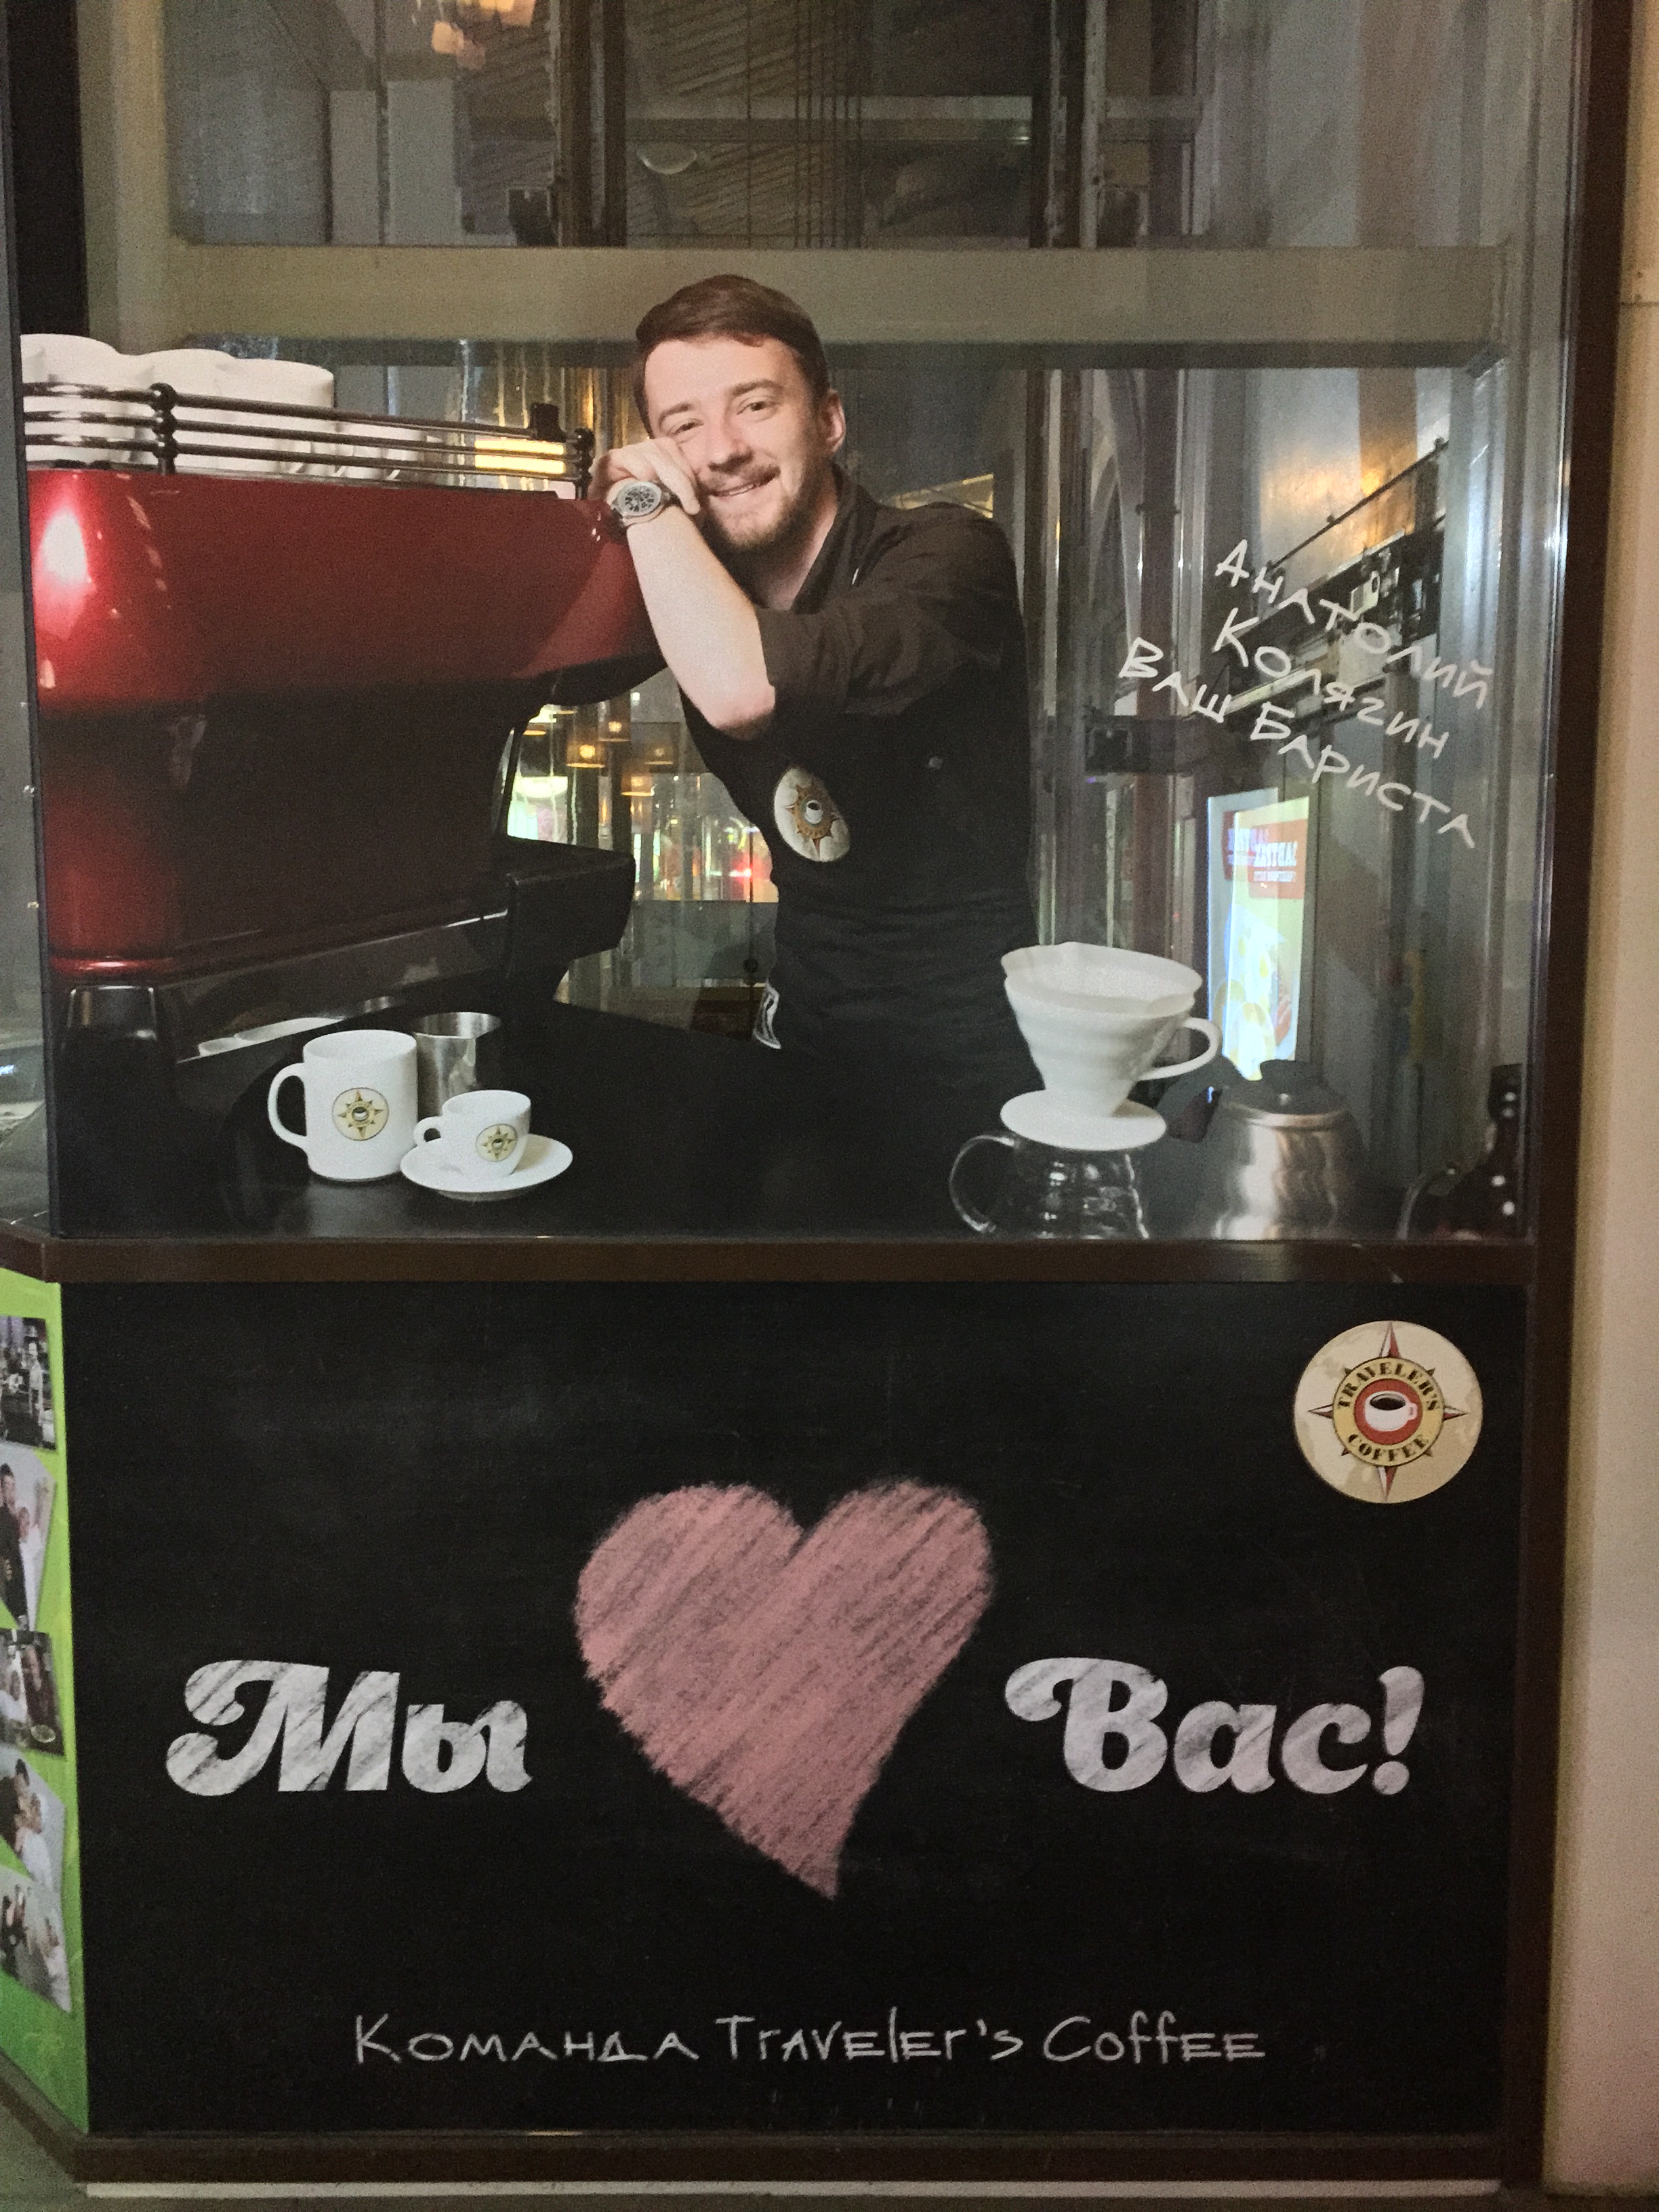 АНАТОЛИЙ
КОЛЯГИН
ВАШ БАРИСТА
TRAVELER'S
COFFEE
Мы
Вас!
КОМАНДА Traveler's Coffee